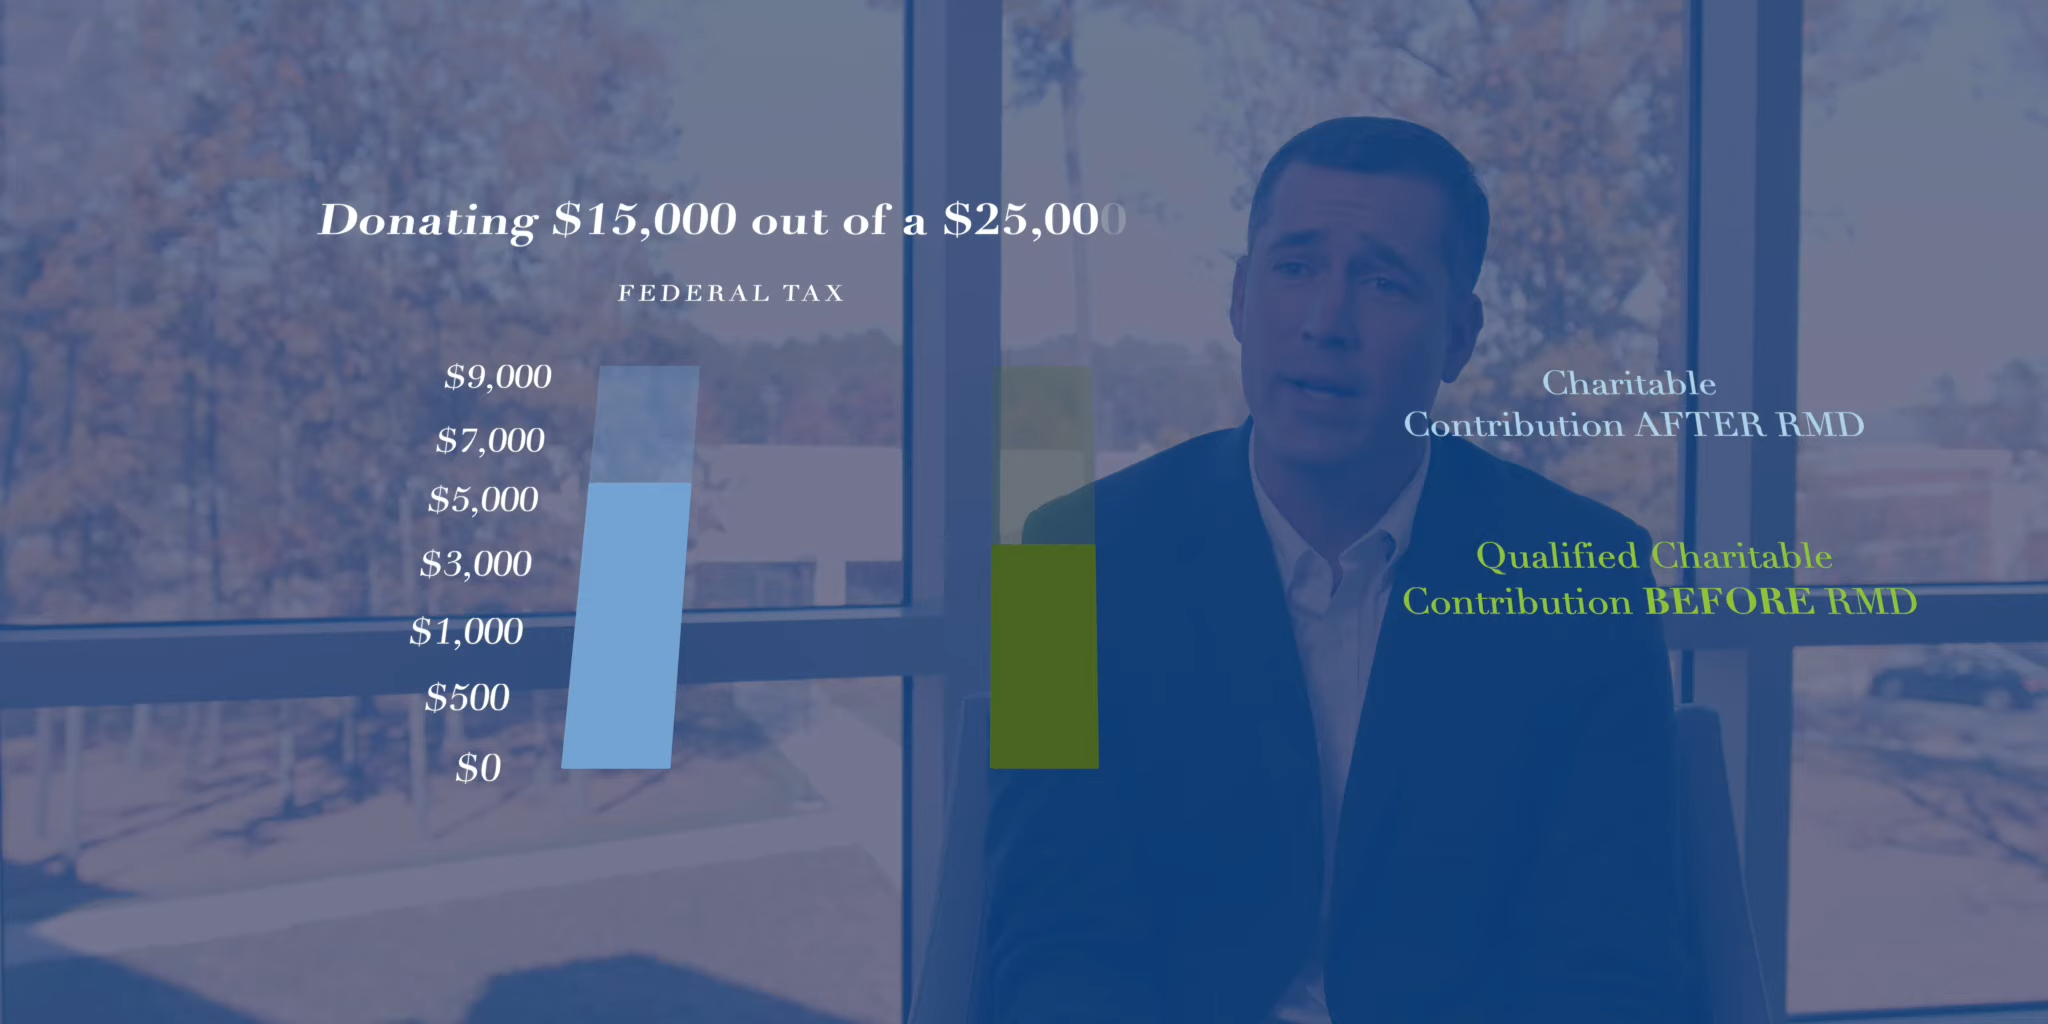 Donating $15,000 out of a $25,000
FEDERAL TAX
$9,000
$7,000
$5,000
$3,000
$1,000
$500
$0
Charitable
Contribution AFTER RMD
Qualified Charitable
Contribution BEFORE RMD